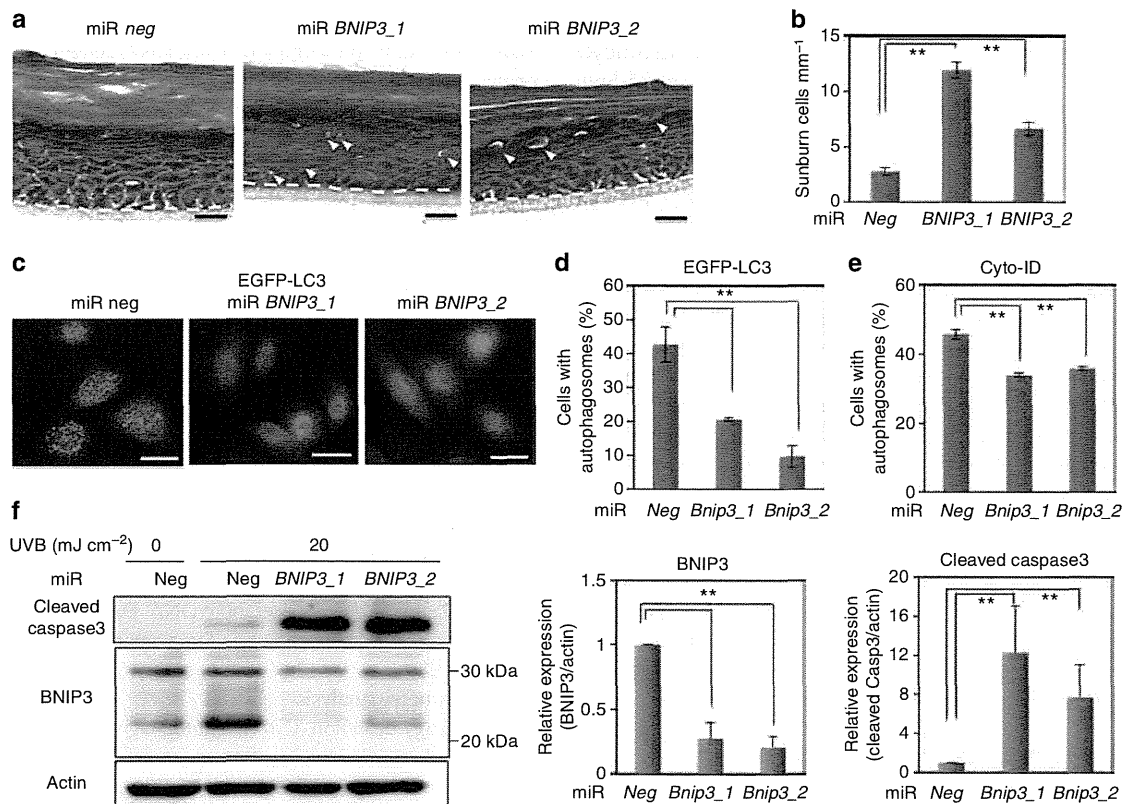 a
miR neg
miR BNIP3_1
miR BNIP3_2
b
Sunburn cells mm⁻¹
15
10
5
0
**
**
miR Neg BNIP3_1 BNIP3_2
c
EGFP-LC3
miR neg
miR BNIP3_1
miR BNIP3_2
d
EGFP-LC3
Cells with
autophagosomes (%)
60
50
40
30
20
10
0
**
miR Neg Bnip3_1 Bnip3_2
e
Cyto-ID
Cells with
autophagosomes (%)
60
40
20
0
**
**
miR Neg Bnip3_1 Bnip3_2
f
UVB (mJ cm⁻²) 0 20
miR Neg Neg BNIP3_1 BNIP3_2
Cleaved
caspase3
BNIP3
30 kDa
20 kDa
Actin
BNIP3
Relative expression
(BNIP3/actin)
1.5
1
0.5
0
**
miR Neg Bnip3_1 Bnip3_2
Cleaved caspase3
Relative expression
(cleaved Casp3/actin)
20
16
12
8
4
0
**
**
miR Neg Bnip3_1 Bnip3_2